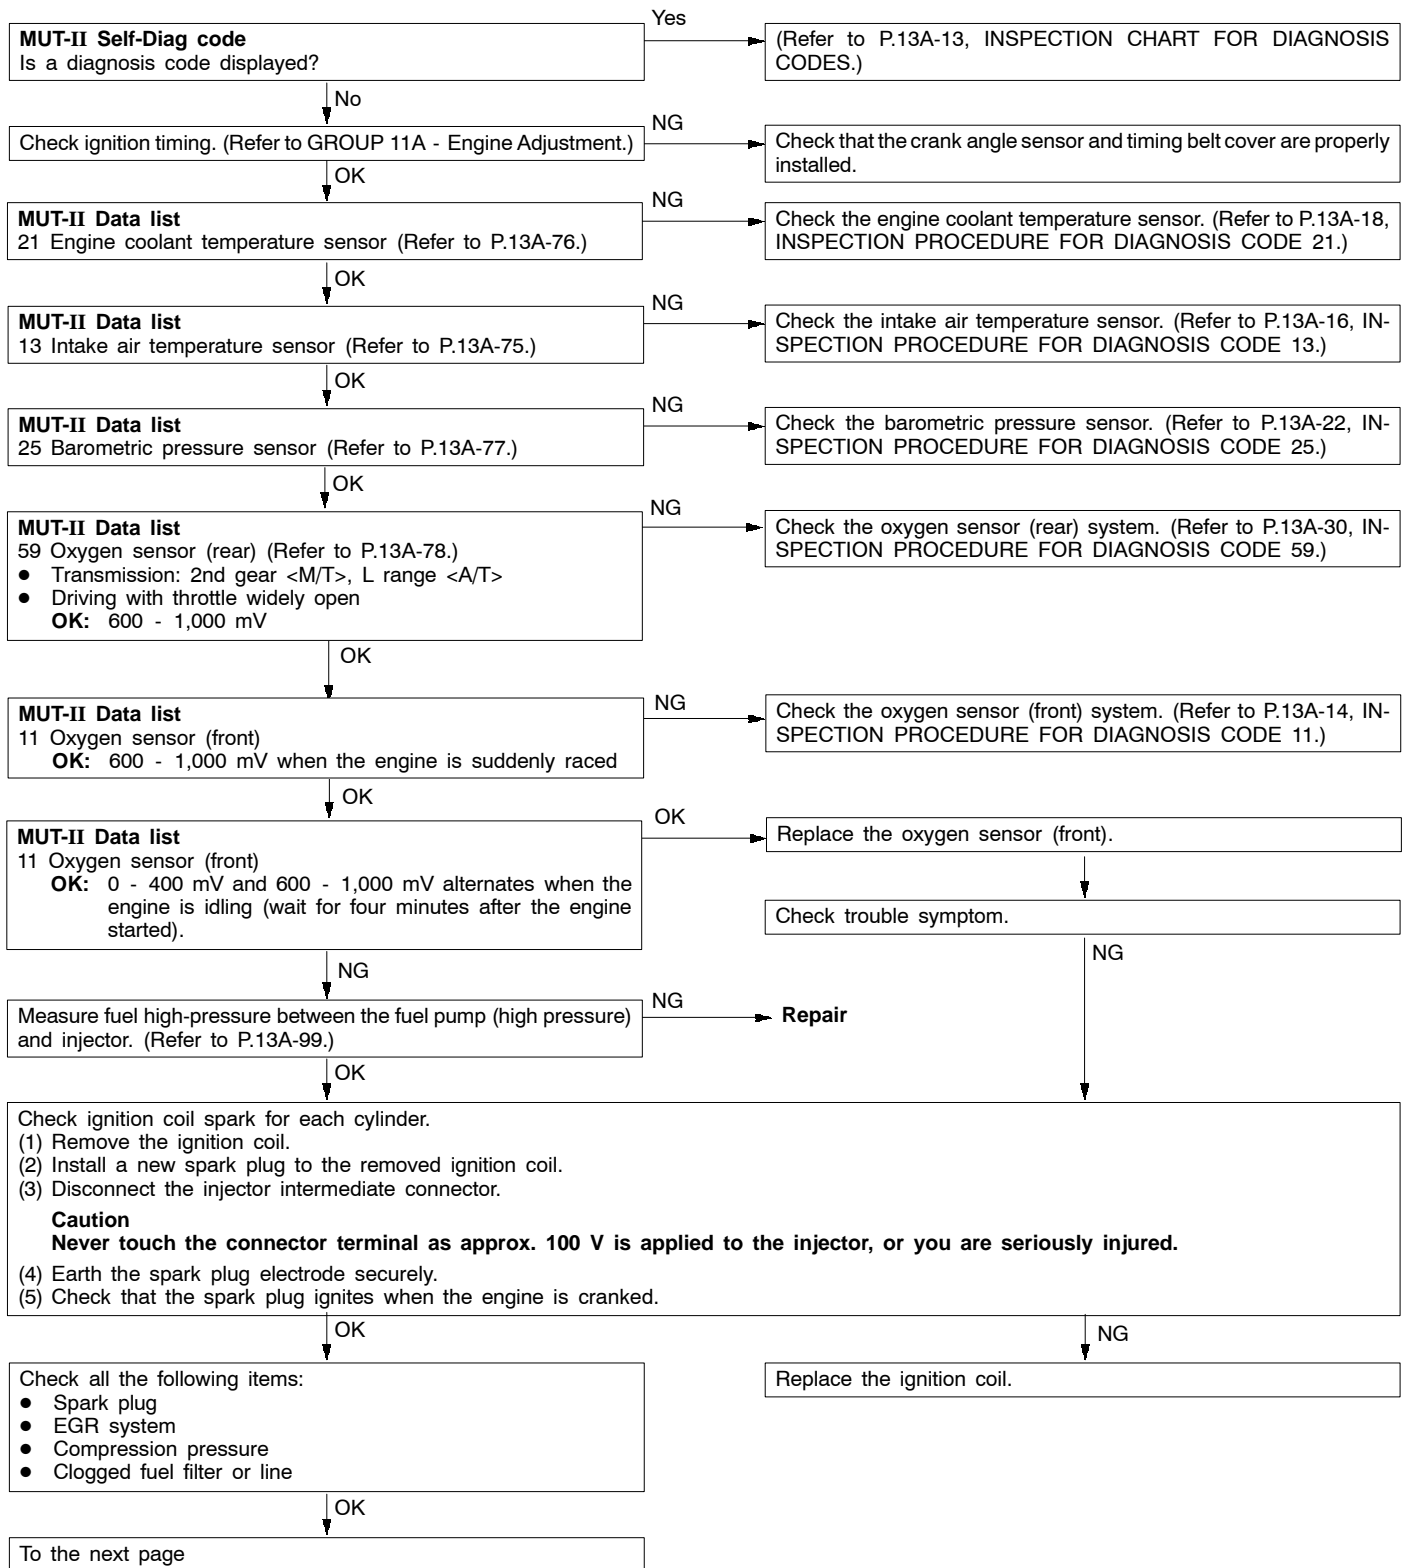 Yes
MUT-II Self-Diag code
Is a diagnosis code displayed?
(Refer to P.13A-13, INSPECTION CHART FOR DIAGNOSIS
CODES.)
No
Check ignition timing. (Refer to GROUP 11A - Engine Adjustment.)
NG
Check that the crank angle sensor and timing belt cover are properly
installed.
OK
MUT-II Data list
21 Engine coolant temperature sensor (Refer to P.13A-76.)
NG
Check the engine coolant temperature sensor. (Refer to P.13A-18,
INSPECTION PROCEDURE FOR DIAGNOSIS CODE 21.)
OK
MUT-II Data list
13 Intake air temperature sensor (Refer to P.13A-75.)
NG
Check the intake air temperature sensor. (Refer to P.13A-16, IN-
SPECTION PROCEDURE FOR DIAGNOSIS CODE 13.)
OK
MUT-II Data list
25 Barometric pressure sensor (Refer to P.13A-77.)
NG
Check the barometric pressure sensor. (Refer to P.13A-22, IN-
SPECTION PROCEDURE FOR DIAGNOSIS CODE 25.)
OK
MUT-II Data list
59 Oxygen sensor (rear) (Refer to P.13A-78.)
● Transmission: 2nd gear <M/T>, L range <A/T>
● Driving with throttle widely open
OK: 600 - 1,000 mV
NG
Check the oxygen sensor (rear) system. (Refer to P.13A-30, IN-
SPECTION PROCEDURE FOR DIAGNOSIS CODE 59.)
OK
MUT-II Data list
11 Oxygen sensor (front)
OK: 600 - 1,000 mV when the engine is suddenly raced
NG
Check the oxygen sensor (front) system. (Refer to P.13A-14, IN-
SPECTION PROCEDURE FOR DIAGNOSIS CODE 11.)
OK
MUT-II Data list
11 Oxygen sensor (front)
OK: 0 - 400 mV and 600 - 1,000 mV alternates when the
engine is idling (wait for four minutes after the engine
started).
OK
Replace the oxygen sensor (front).
Check trouble symptom.
NG
NG
Measure fuel high-pressure between the fuel pump (high pressure)
and injector. (Refer to P.13A-99.)
NG
Repair
OK
Check ignition coil spark for each cylinder.
(1) Remove the ignition coil.
(2) Install a new spark plug to the removed ignition coil.
(3) Disconnect the injector intermediate connector.
Caution
Never touch the connector terminal as approx. 100 V is applied to the injector, or you are seriously injured.
(4) Earth the spark plug electrode securely.
(5) Check that the spark plug ignites when the engine is cranked.
OK
NG
Check all the following items:
● Spark plug
● EGR system
● Compression pressure
● Clogged fuel filter or line
Replace the ignition coil.
OK
To the next page